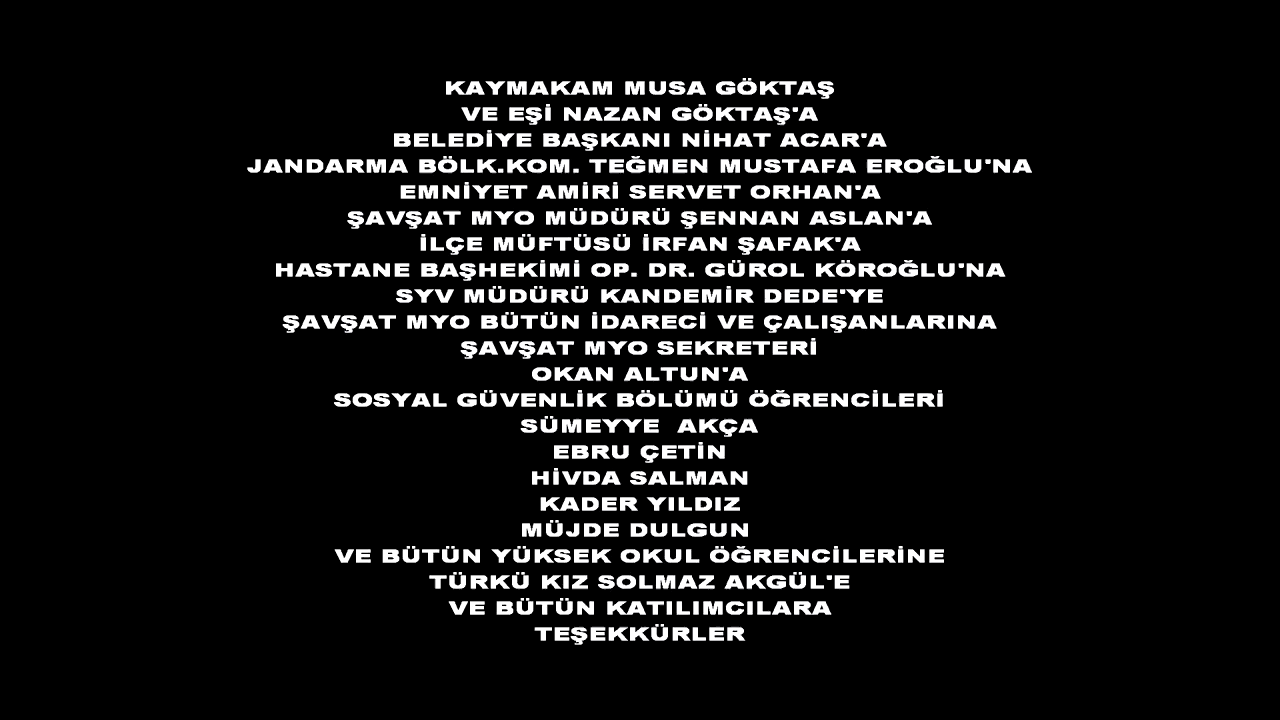 KAYMAKAM MUSA GÖKTAŞ
VE EŞİ NAZAN GÖKTAŞ'A
BELEDİYE BAŞKANI NİHAT ACAR'A
JANDARMA BÖLK.KOM. TEĞMEN MUSTAFA EROĞLU'NA
EMNİYET AMİRİ SERVET ORHAN'A
ŞAVŞAT MYO MÜDÜRÜ ŞENNAN ASLAN'A
İLÇE MÜFTÜSÜ İRFAN ŞAFAK'A
HASTANE BAŞHEKİMİ OP. DR. GÜROL KÖROĞLU'NA
SYV MÜDÜRÜ KANDEMİR DEDE'YE
ŞAVŞAT MYO BÜTÜN İDARECİ VE ÇALIŞANLARINA
ŞAVŞAT MYO SEKRETERİ
OKAN ALTUN'A
SOSYAL GÜVENLİK BÖLÜMÜ ÖĞRENCİLERİ
SÜMEYYE  AKÇA
EBRU ÇETİN
HİVDA SALMAN
KADER YILDIZ
MÜJDE DULGUN
VE BÜTÜN YÜKSEK OKUL ÖĞRENCİLERİNE
TÜRKÜ KIZ SOLMAZ AKGÜL'E
VE BÜTÜN KATILIMCILARA
TEŞEKKÜRLER